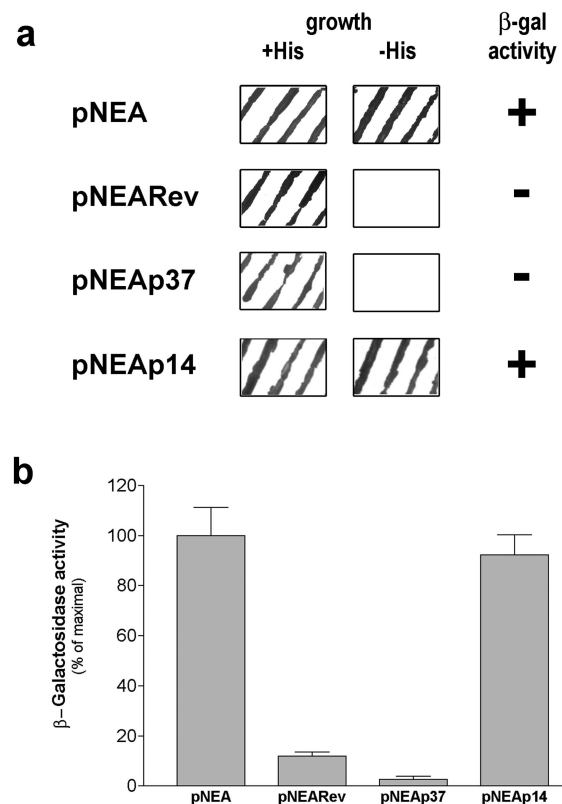 a
growth
β-gal activity
+His
-His
pNEA
+
pNEARev
-
pNEAp37
-
pNEAp14
+
b
β–Galactosidase activity
(% of maximal)
120
100
80
60
40
20
0
pNEA
pNEARev
pNEAp37
pNEAp14